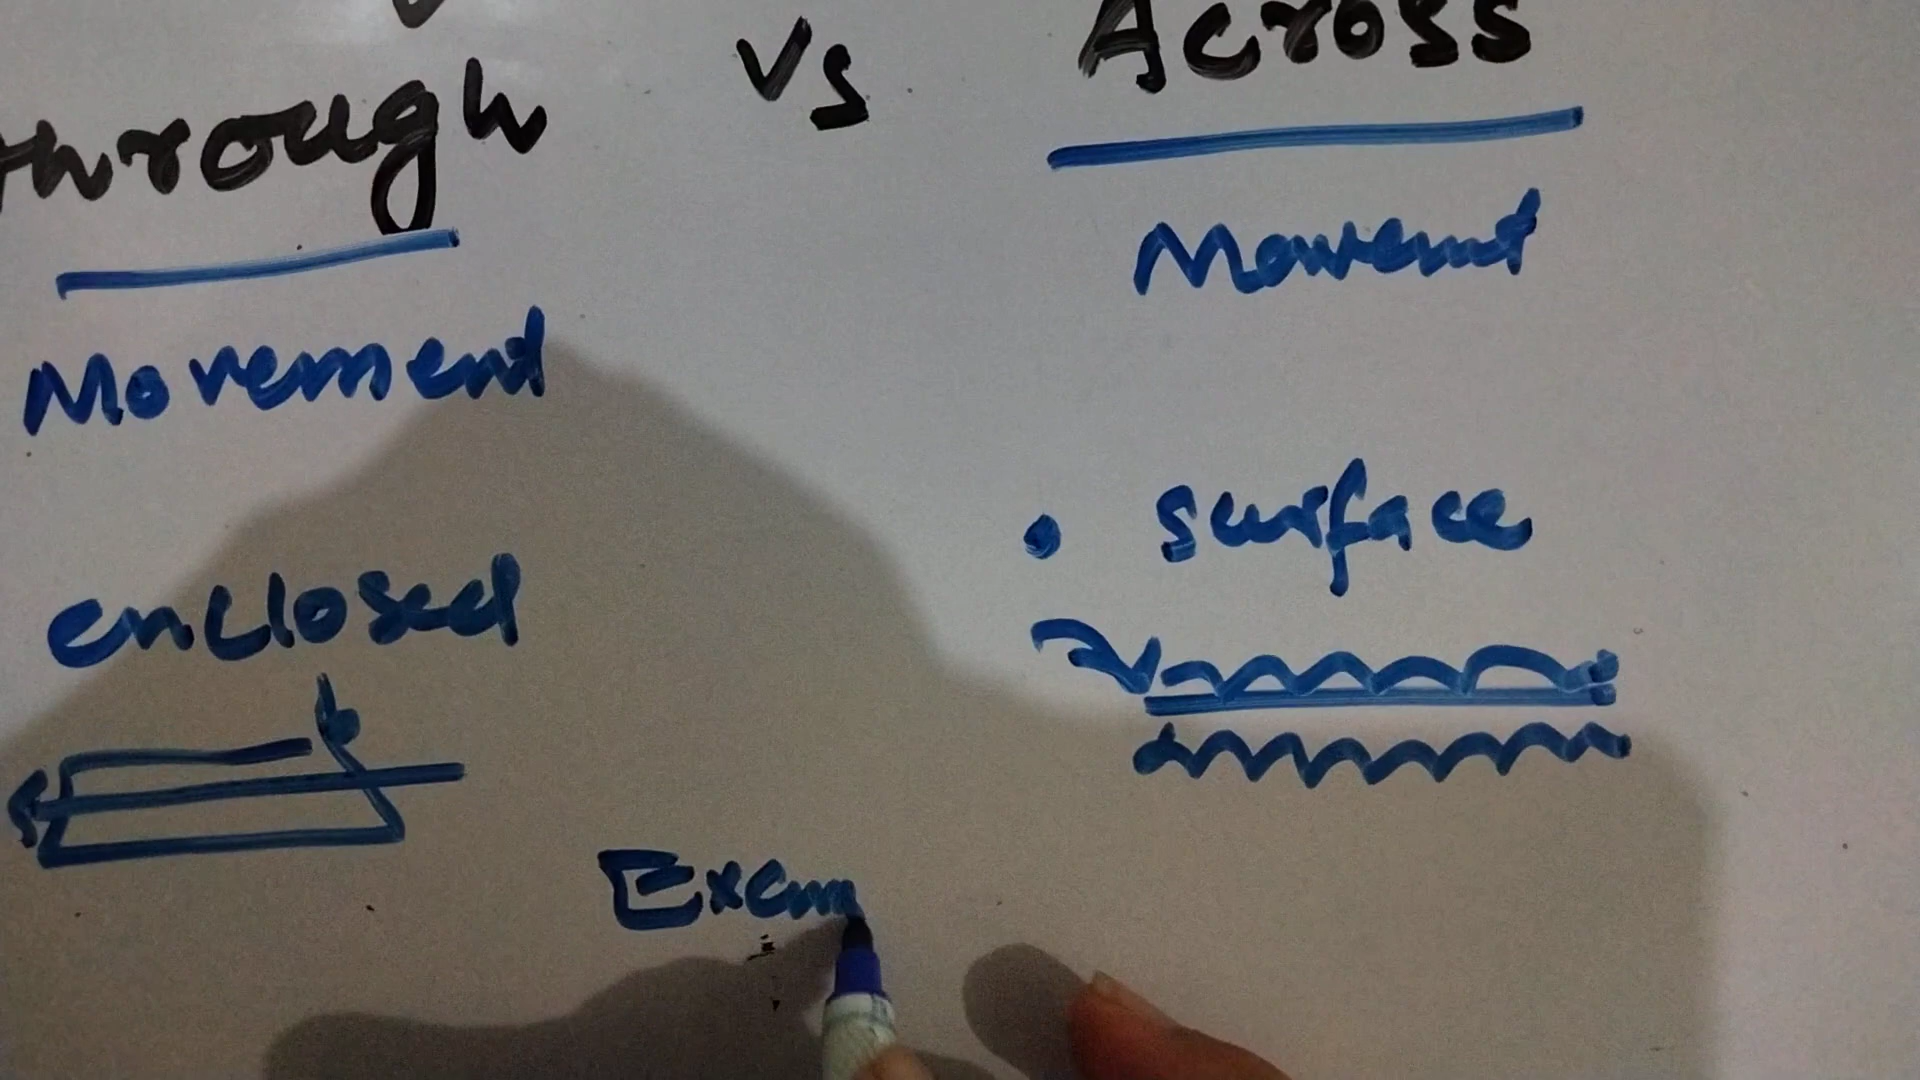 through vs Across
Movement Movement
enclosed • surface
Exam